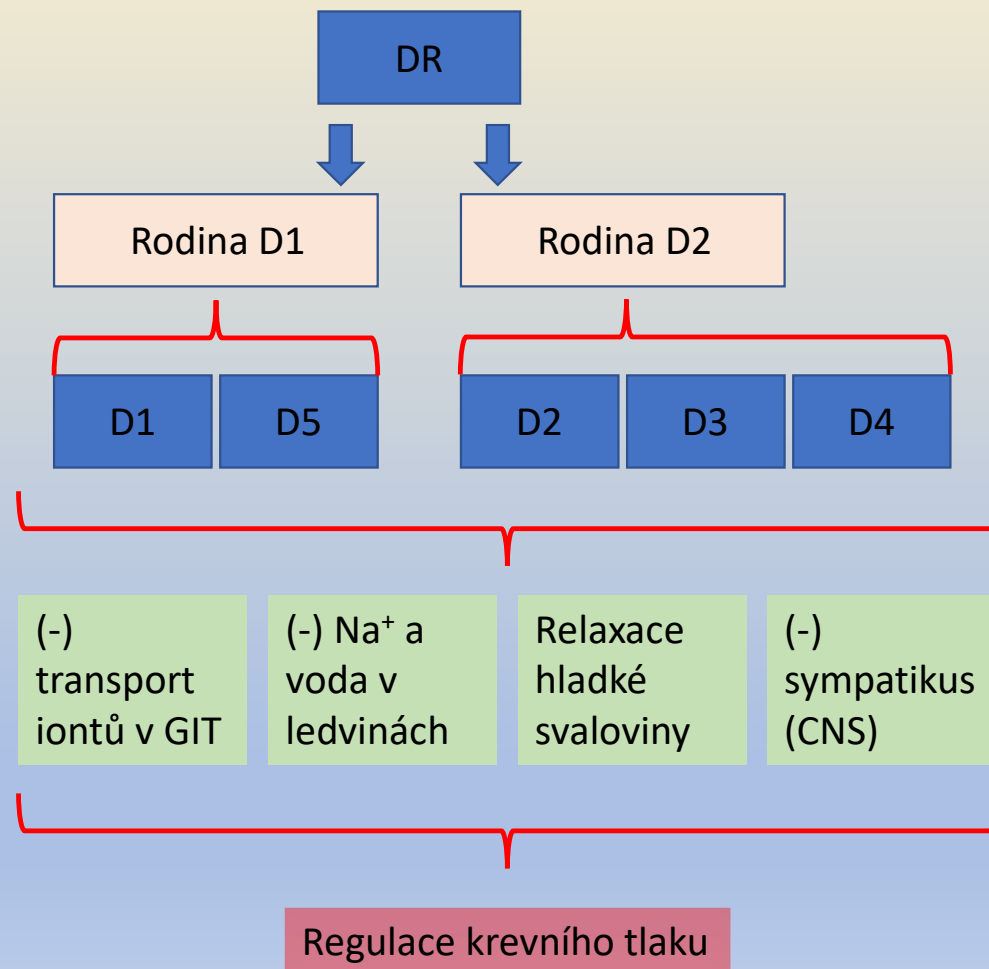 DR
Rodina D1
Rodina D2
D1
D5
D2
D3
D4
(-)
transport
iontů v GIT
(-) Na⁺ a
voda v
ledvinách
Relaxace
hladké
svaloviny
(-)
sympatikus
(CNS)
Regulace krevního tlaku